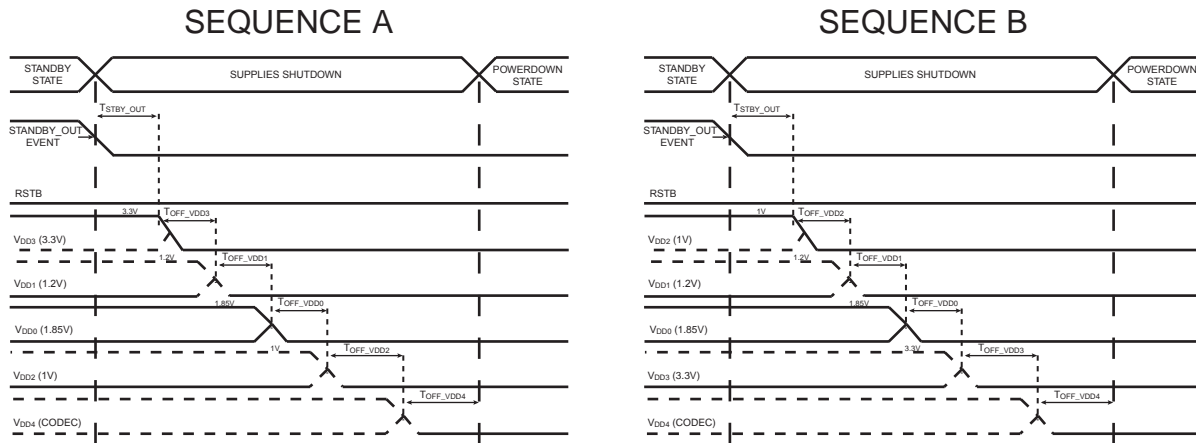 SEQUENCE A
STANDBY
STATE
SUPPLIES SHUTDOWN
POWERDOWN
STATE
TSTBY_OUT
STANDBY_OUT
EVENT
RSTB
3.3V
TOFF_VDD3
VDD3 (3.3V)
1.2V
TOFF_VDD1
VDD1 (1.2V)
1.85V
TOFF_VDD0
VDD0 (1.85V)
1V
TOFF_VDD2
VDD2 (1V)
TOFF_VDD4
VDD4 (CODEC)
SEQUENCE B
STANDBY
STATE
SUPPLIES SHUTDOWN
POWERDOWN
STATE
TSTBY_OUT
STANDBY_OUT
EVENT
RSTB
1V
TOFF_VDD2
VDD2 (1V)
1.2V
TOFF_VDD1
VDD1 (1.2V)
1.85V
TOFF_VDD0
VDD0 (1.85V)
3.3V
TOFF_VDD3
VDD3 (3.3V)
TOFF_VDD4
VDD4 (CODEC)